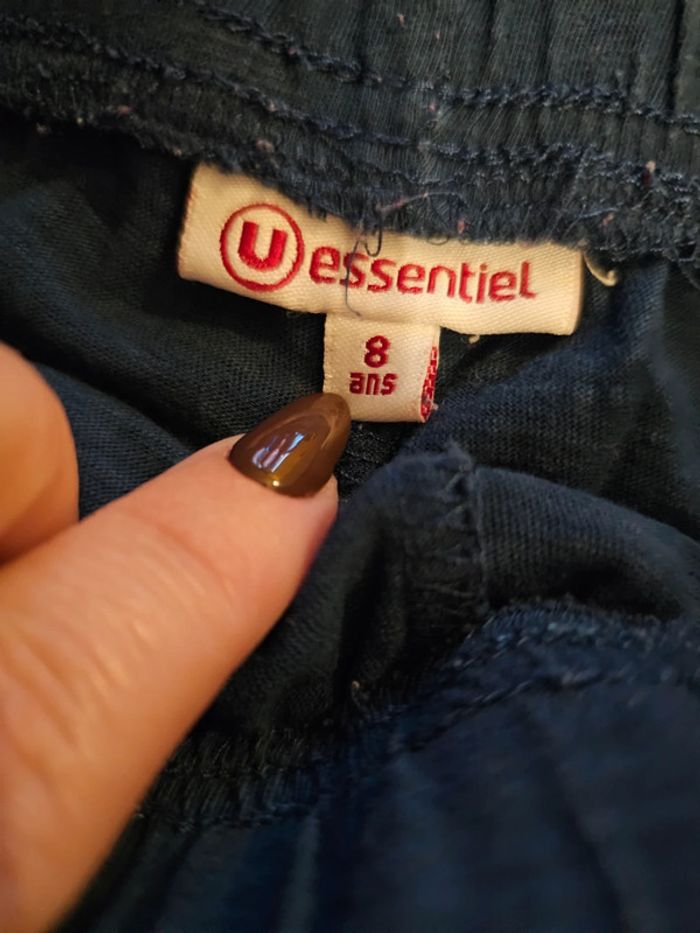 U essentiel
8
ans